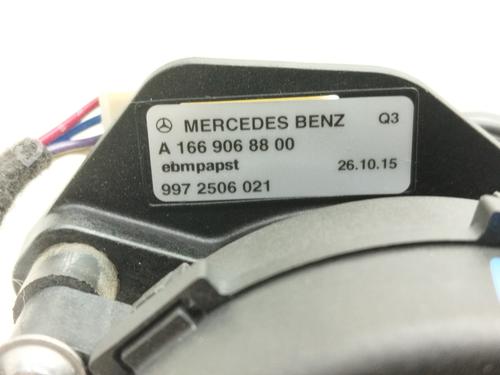 MERCEDES BENZ Q3
A 166 906 88 00
ebmpapst 26.10.15
997 2506 021